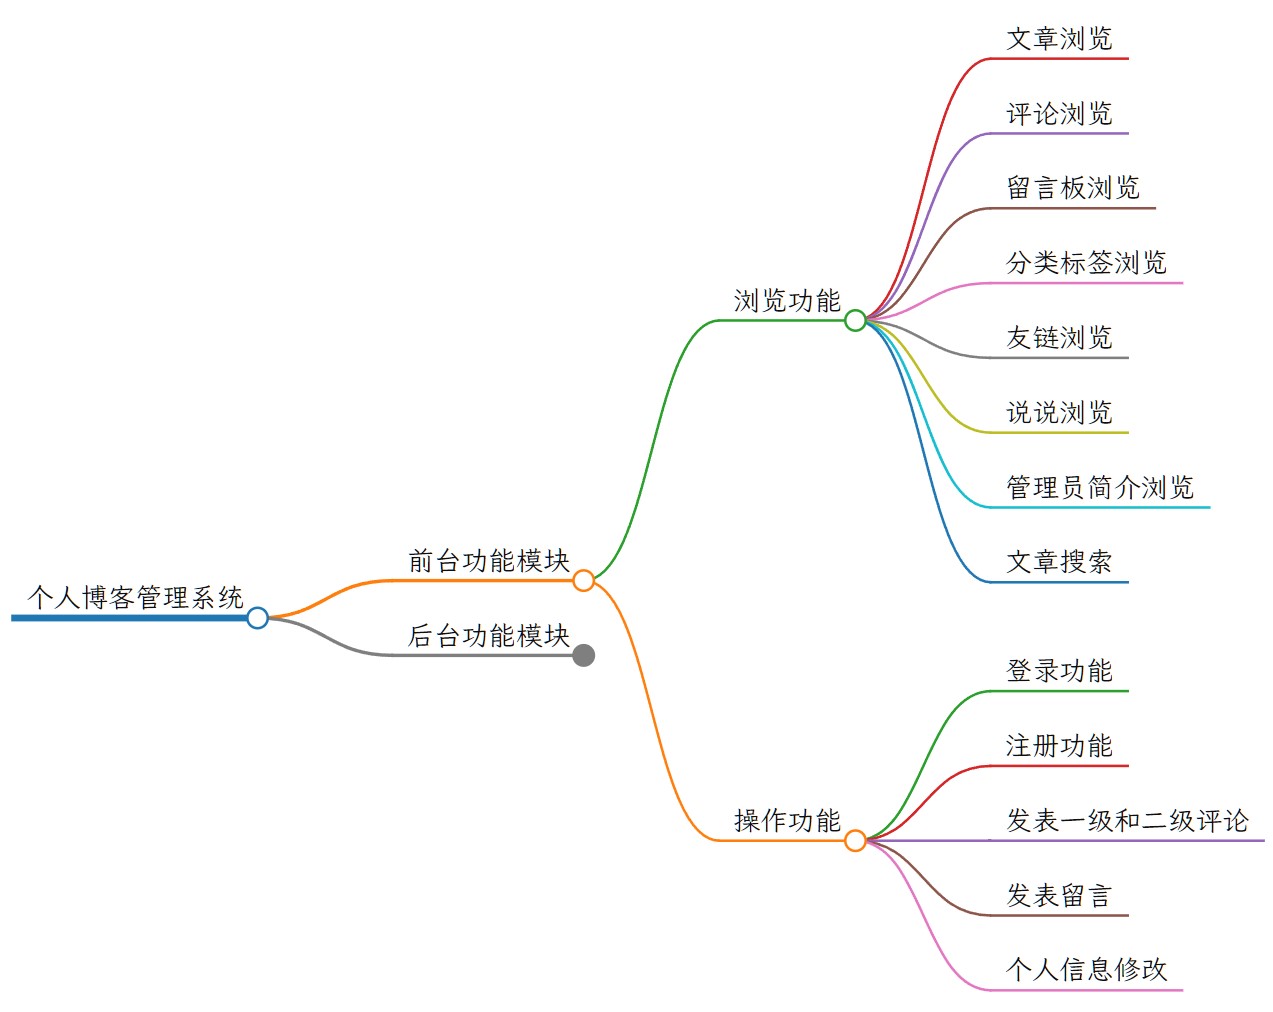 个人博客管理系统
前台功能模块
浏览功能
文章浏览
评论浏览
留言板浏览
分类标签浏览
友链浏览
说说浏览
管理员简介浏览
文章搜索
操作功能
登录功能
注册功能
发表一级和二级评论
发表留言
个人信息修改
后台功能模块